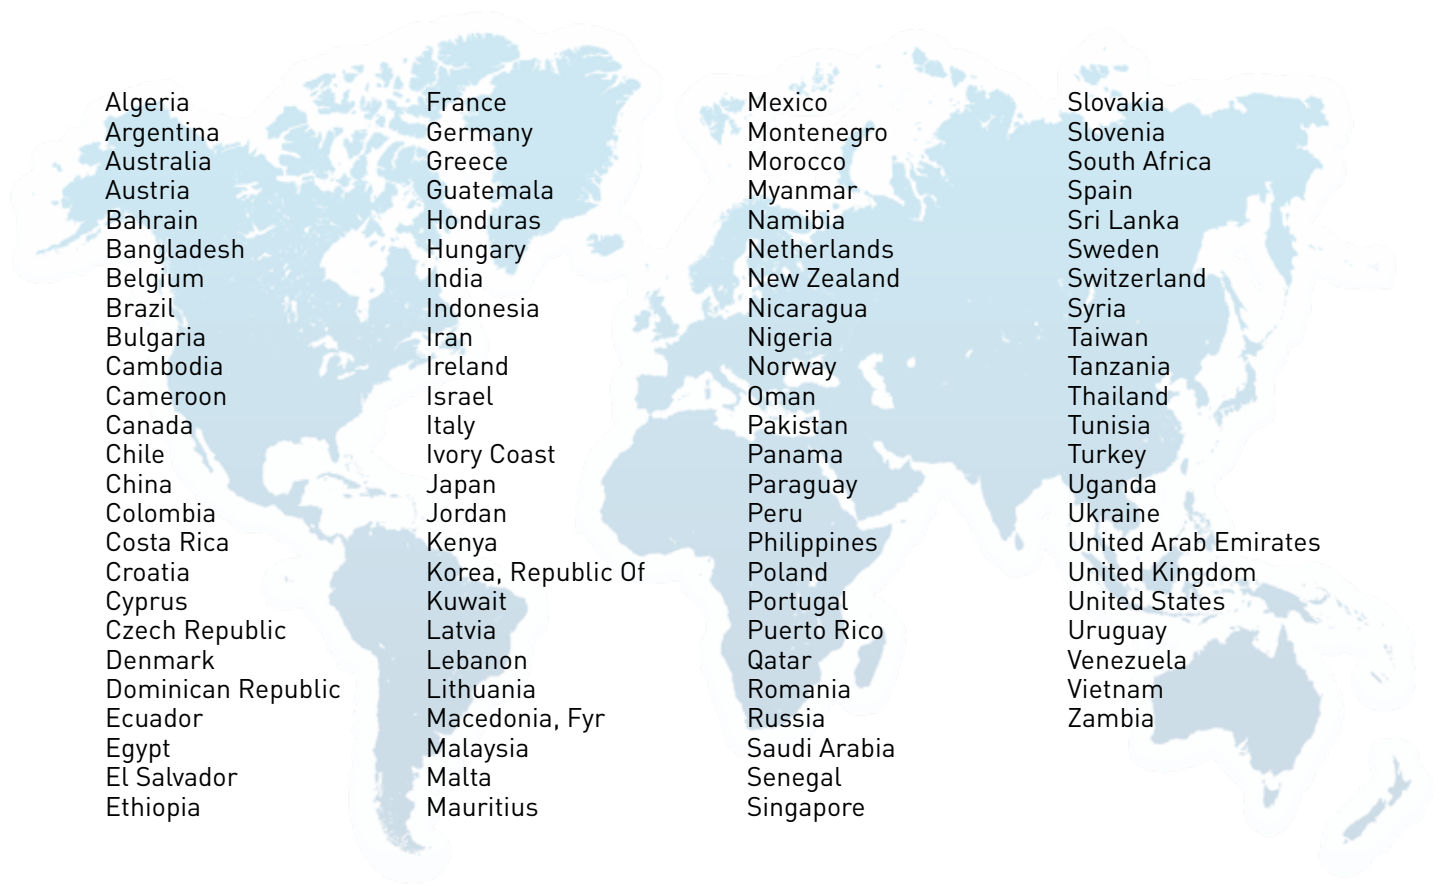 Algeria
Argentina
Australia
Austria
Bahrain
Bangladesh
Belgium
Brazil
Bulgaria
Cambodia
Cameroon
Canada
Chile
China
Colombia
Costa Rica
Croatia
Cyprus
Czech Republic
Denmark
Dominican Republic
Ecuador
Egypt
El Salvador
Ethiopia
France
Germany
Greece
Guatemala
Honduras
Hungary
India
Indonesia
Iran
Ireland
Israel
Italy
Ivory Coast
Japan
Jordan
Kenya
Korea, Republic Of
Kuwait
Latvia
Lebanon
Lithuania
Macedonia, Fyr
Malaysia
Malta
Mauritius
Mexico
Montenegro
Morocco
Myanmar
Namibia
Netherlands
New Zealand
Nicaragua
Nigeria
Norway
Oman
Pakistan
Panama
Paraguay
Peru
Philippines
Poland
Portugal
Puerto Rico
Qatar
Romania
Russia
Saudi Arabia
Senegal
Singapore
Slovakia
Slovenia
South Africa
Spain
Sri Lanka
Sweden
Switzerland
Syria
Taiwan
Tanzania
Thailand
Tunisia
Turkey
Uganda
Ukraine
United Arab Emirates
United Kingdom
United States
Uruguay
Venezuela
Vietnam
Zambia